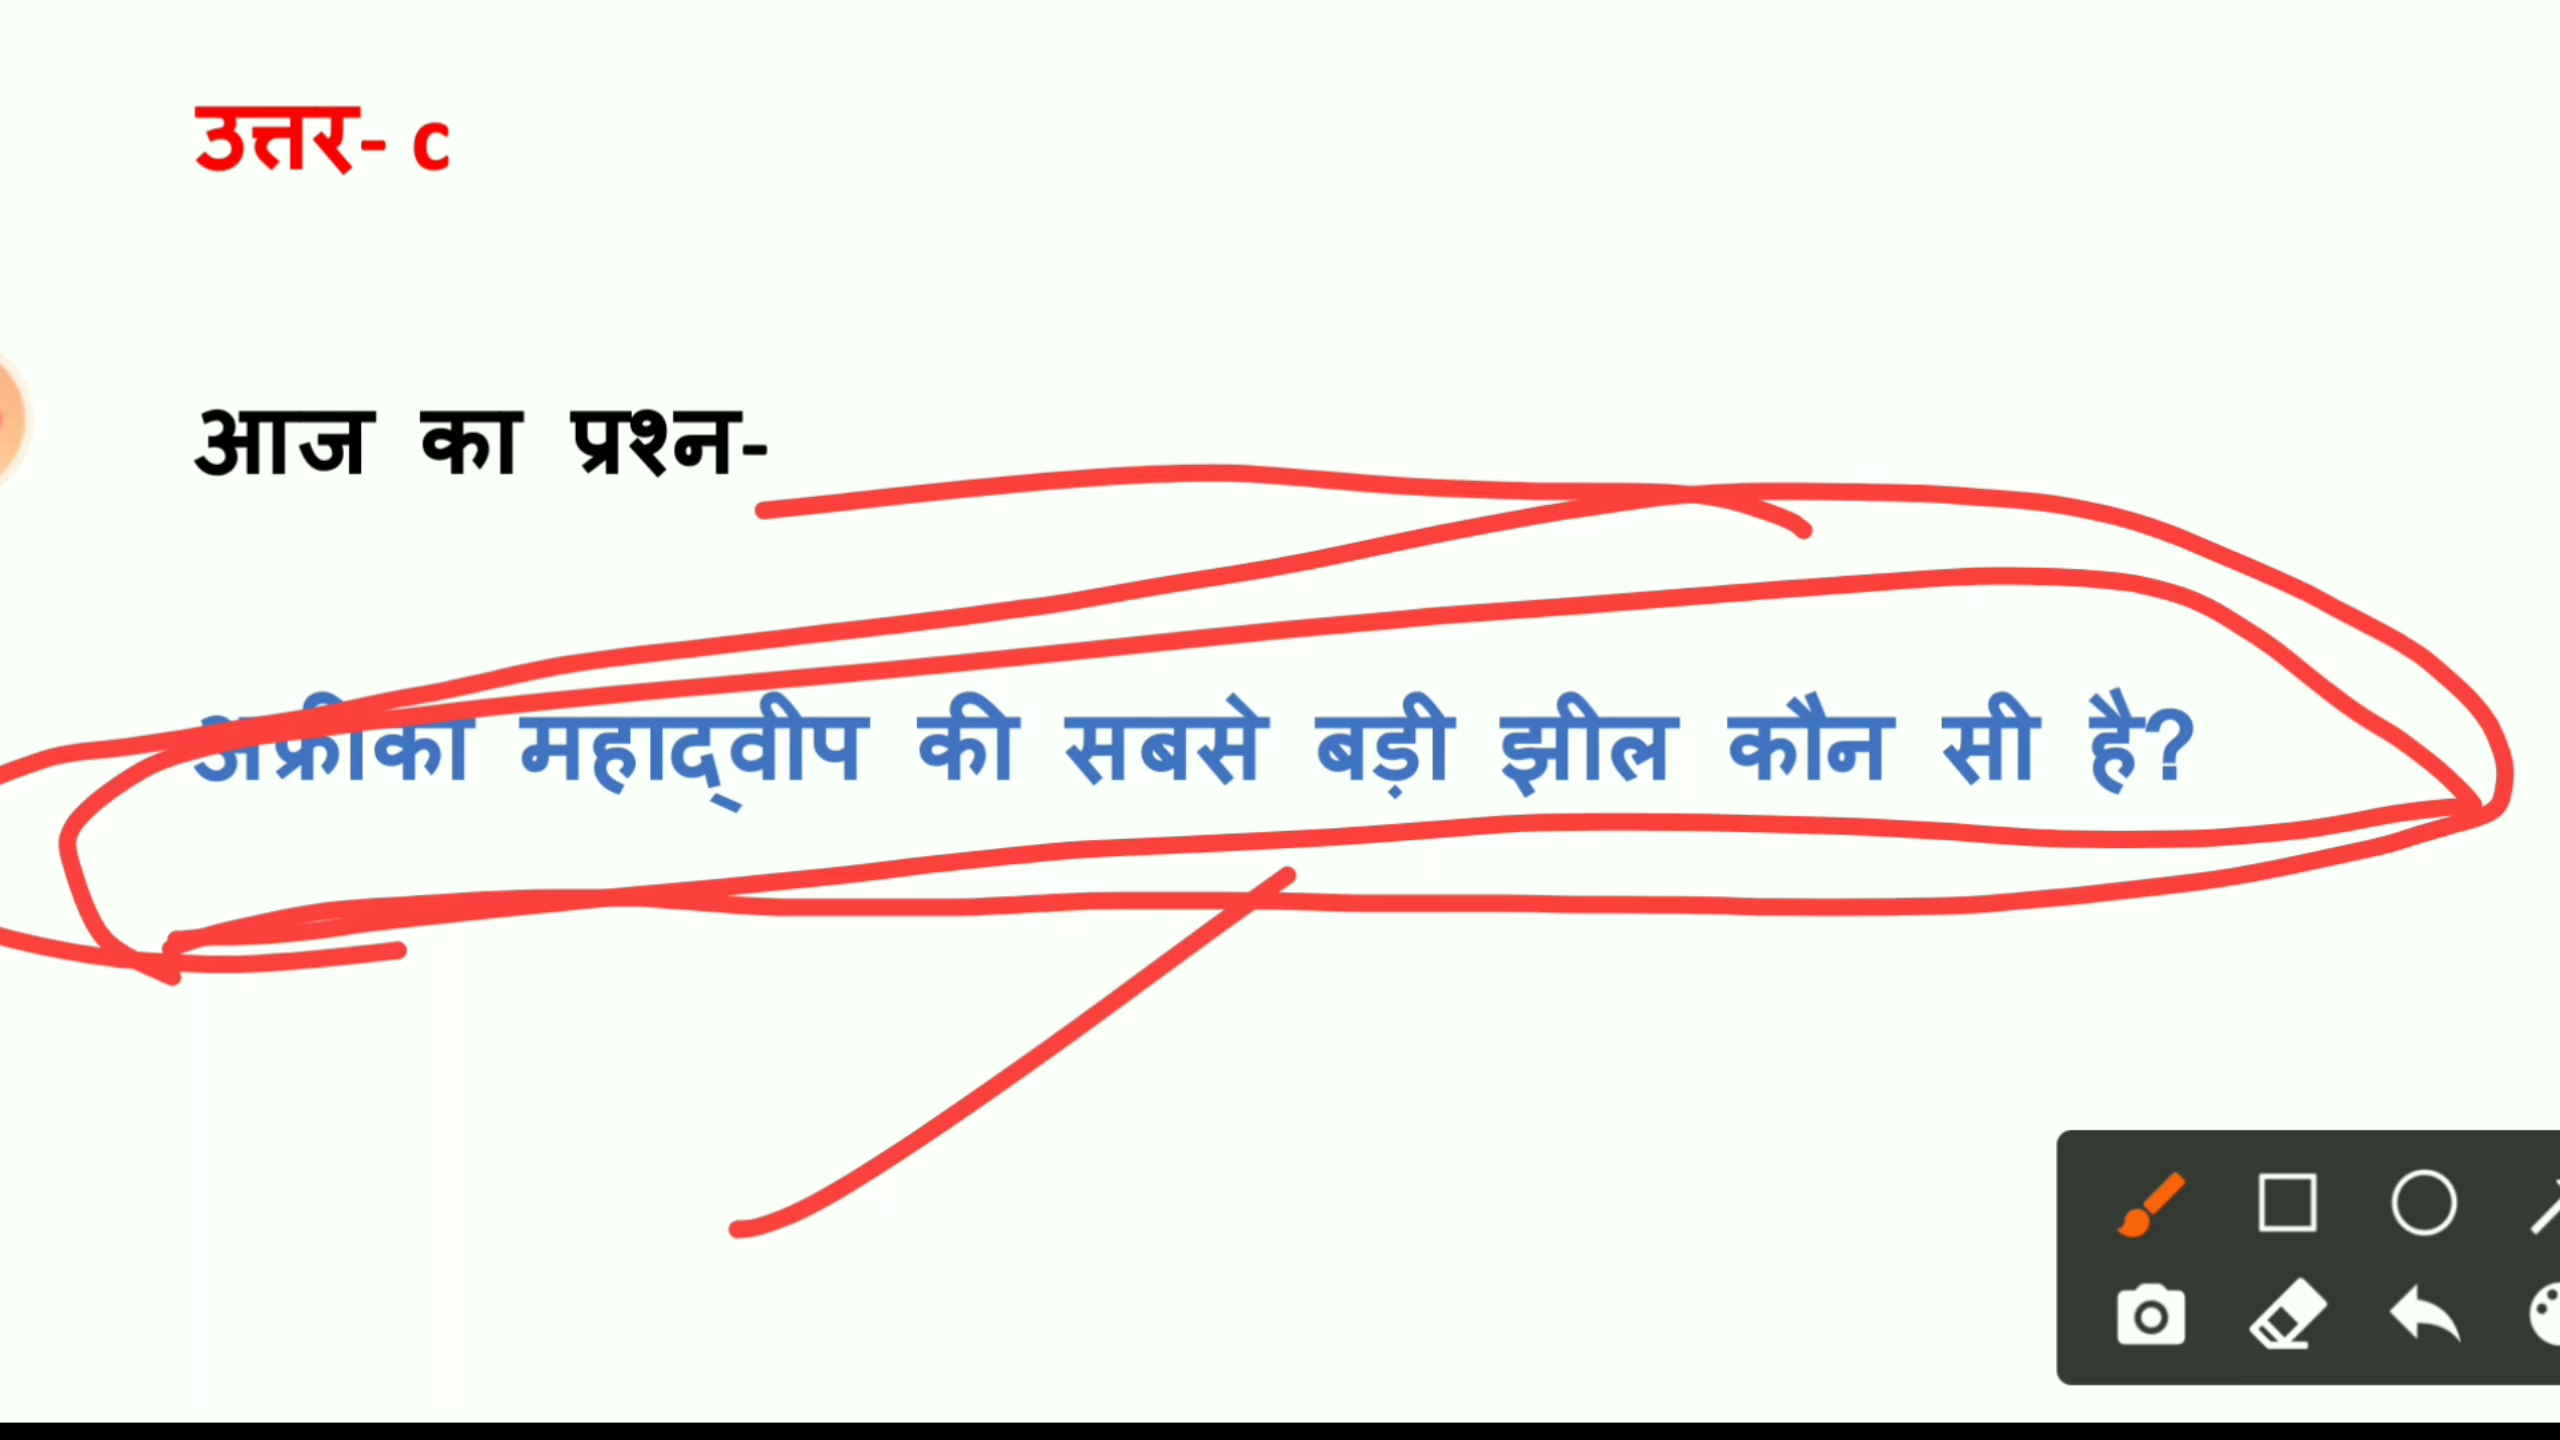 उत्तर- c
आज का प्रश्न-
अफ्रीका महाद्वीप की सबसे बड़ी झील कौन सी है?